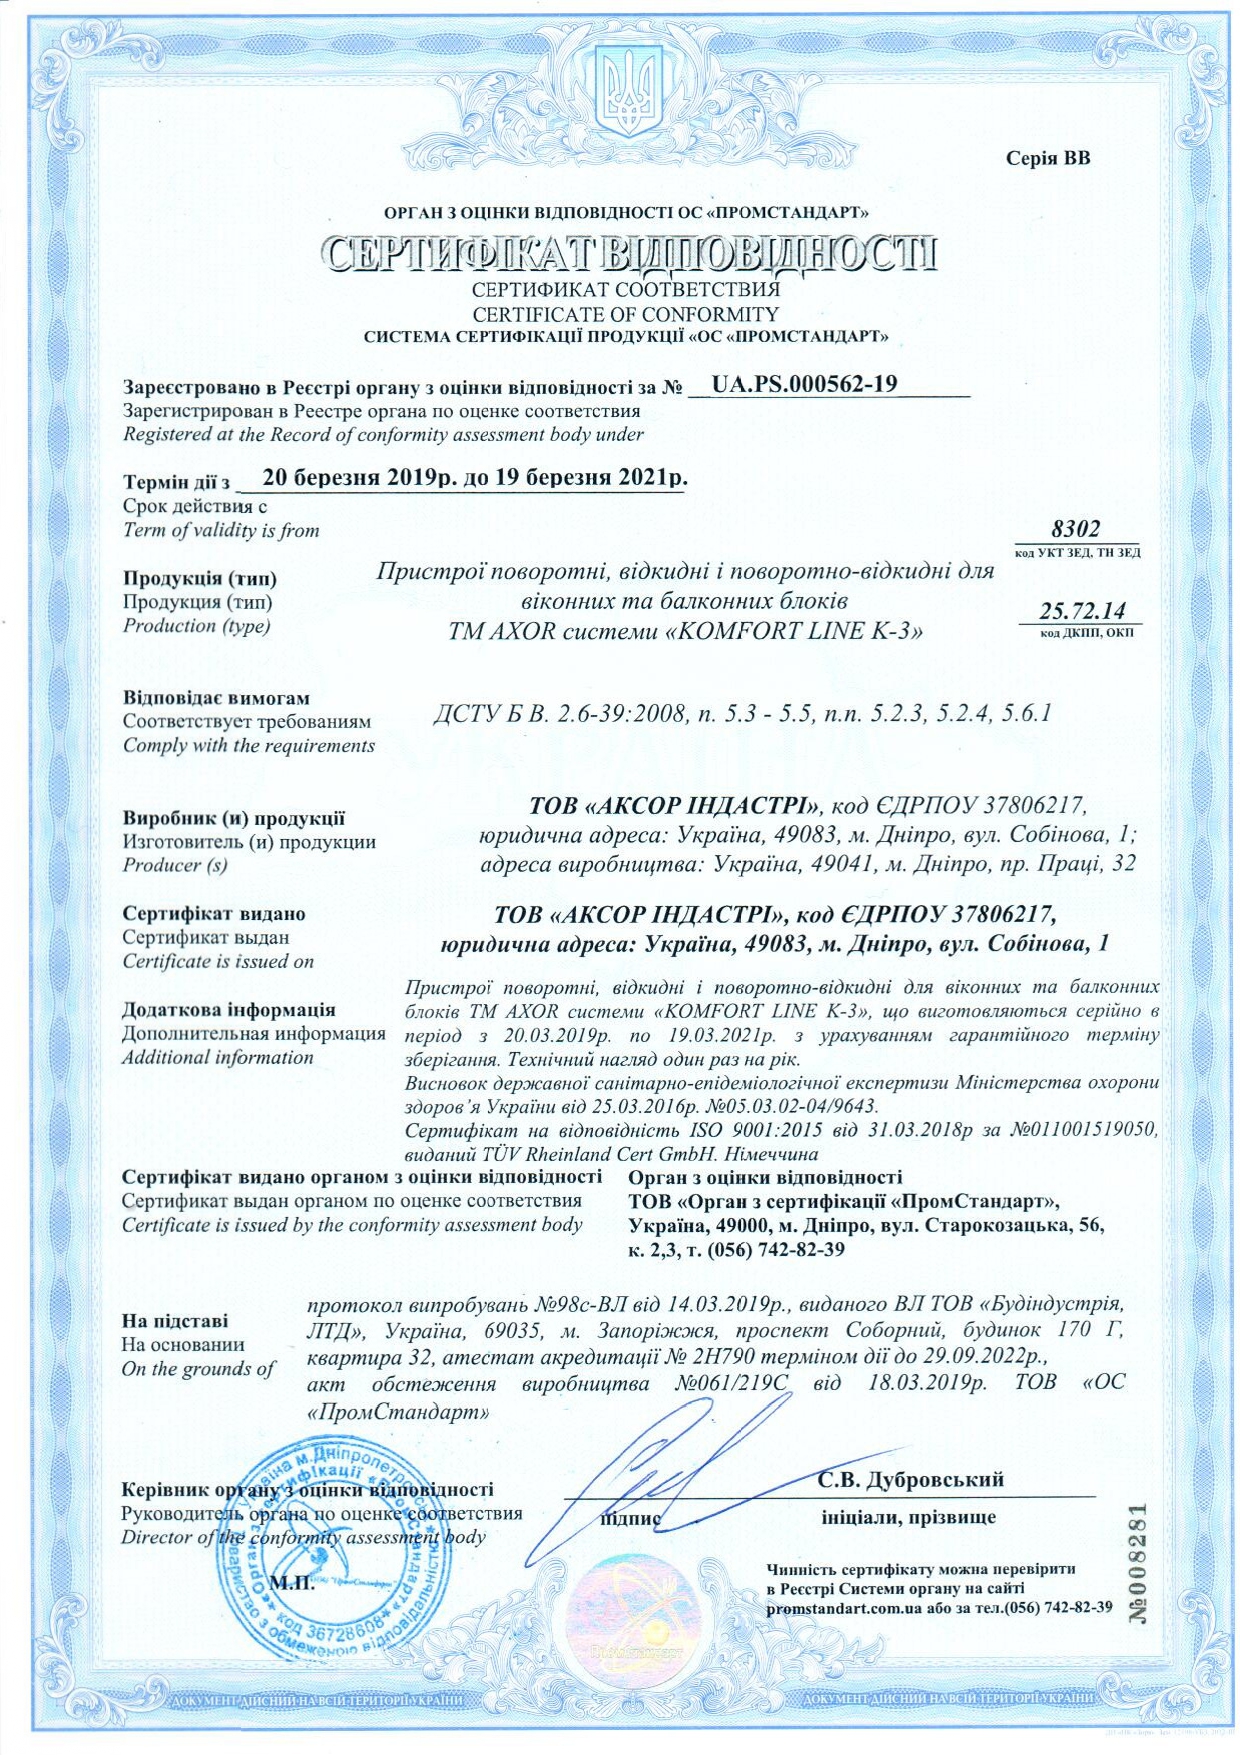 Серія ВВ
ОРГАН З ОЦІНКИ ВІДПОВІДНОСТІ ОС «ПРОМСТАНДАРТ»
СЕРТИФІКАТ ВІДПОВІДНОСТІ
СЕРТИФИКАТ СООТВЕТСТВИЯ
CERTIFICATE OF CONFORMITY
СИСТЕМА СЕРТИФІКАЦІЇ ПРОДУКЦІЇ «ОС «ПРОМСТАНДАРТ»
Зареєстровано в Реєстрі органу з оцінки відповідності за № UA.PS.000562-19
Зарегистрирован в Реестре органа по оценке соответствия
Registered at the Record of conformity assessment body under
Термін дії з 20 березня 2019р. до 19 березня 2021р.
Срок действия с
Term of validity is from
8302
код УКТ ЗЕД, ТН ЗЕД
Продукція (тип)
Продукция (тип)
Production (type)
Пристрої поворотні, відкидні і поворотно-відкидні для
віконних та балконних блоків
ТМ AXOR системи «KOMFORT LINE K-3»
25.72.14
код ДКПП, ОКП
Відповідає вимогам
Соответствует требованиям
Comply with the requirements
ДСТУ Б В. 2.6-39:2008, п. 5.3 - 5.5, п.п. 5.2.3, 5.2.4, 5.6.1
Виробник (и) продукції
Изготовитель (и) продукции
Producer (s)
ТОВ «АКСОР ІНДАСТРІ», код ЄДРПОУ 37806217,
юридична адреса: Україна, 49083, м. Дніпро, вул. Собінова, 1;
адреса виробництва: Україна, 49041, м. Дніпро, пр. Праці, 32
Сертифікат видано
Сертификат выдан
Certificate is issued on
ТОВ «АКСОР ІНДАСТРІ», код ЄДРПОУ 37806217,
юридична адреса: Україна, 49083, м. Дніпро, вул. Собінова, 1
Додаткова інформація
Дополнительная информация
Additional information
Пристрої поворотні, відкидні і поворотно-відкидні для віконних та балконних
блоків ТМ AXOR системи «KOMFORT LINE K-3», що виготовляються серійно в
період з 20.03.2019р. по 19.03.2021р. з урахуванням гарантійного терміну
зберігання. Технічний нагляд один раз на рік.
Висновок державної санітарно-епідеміологічної експертизи Міністерства охорони
здоров’я України від 25.03.2016р. №05.03.02-04/9643.
Сертифікат на відповідність ISO 9001:2015 від 31.03.2018р за №011001519050,
виданий TÜV Rheinland Cert GmbH. Німеччина
Сертифікат видано органом з оцінки відповідності
Сертификат выдан органом по оценке соответствия
Certificate is issued by the conformity assessment body
Орган з оцінки відповідності
ТОВ «Орган з сертифікації «ПромСтандарт»,
Україна, 49000, м. Дніпро, вул. Старокозацька, 56,
к. 2,3, т. (056) 742-82-39
На підставі
На основании
On the grounds of
протокол випробувань №98с-ВЛ від 14.03.2019р., виданого ВЛ ТОВ «Будіндустрія,
ЛТД», Україна, 69035, м. Запоріжжя, проспект Соборний, будинок 170 Г,
квартира 32, атестат акредитації № 2Н790 терміном дії до 29.09.2022р.,
акт обстеження виробництва №061/219С від 18.03.2019р. ТОВ «ОС
«ПромСтандарт»
Керівник органу з оцінки відповідності
Руководитель органа по оценке соответствия
Director of the conformity assessment body
С.В. Дубровський
підпис
ініціали, прізвище
М.П.
Україна м.Дніпропетровськ
код 36728608
Чинність сертифікату можна перевірити
в Реєстрі Системи органу на сайті
promstandart.com.ua або за тел.(056) 742-82-39
№008281
Промстандарт
ДОКУМЕНТ ДІЙСНИЙ НА ВСІЙ ТЕРИТОРІЇ УКРАЇНИ
ДОКУМЕНТ ДІЙСНИЙ НА ВСІЙ ТЕРИТОРІЇ УКРАЇНИ